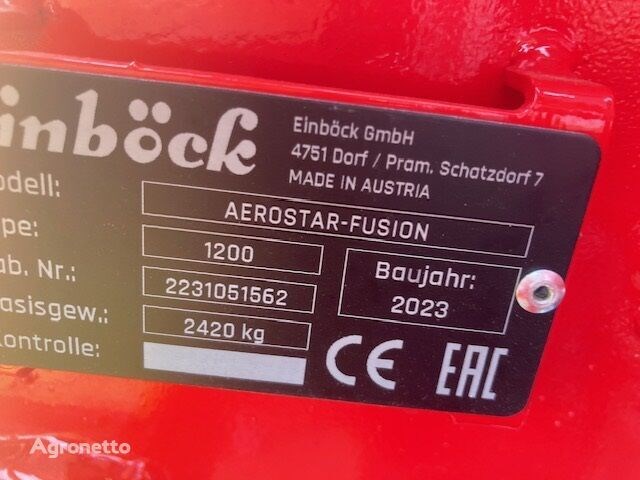 inböck
Einböck GmbH
4751 Dorf / Pram. Schatzdorf 7
MADE IN AUSTRIA
odell:
AEROSTAR-FUSION
pe:
1200
ab. Nr.:
2231051562
Baujahr:
2023
asisgew.:
2420 kg
ontrolle:
CE EAC
Agronetto